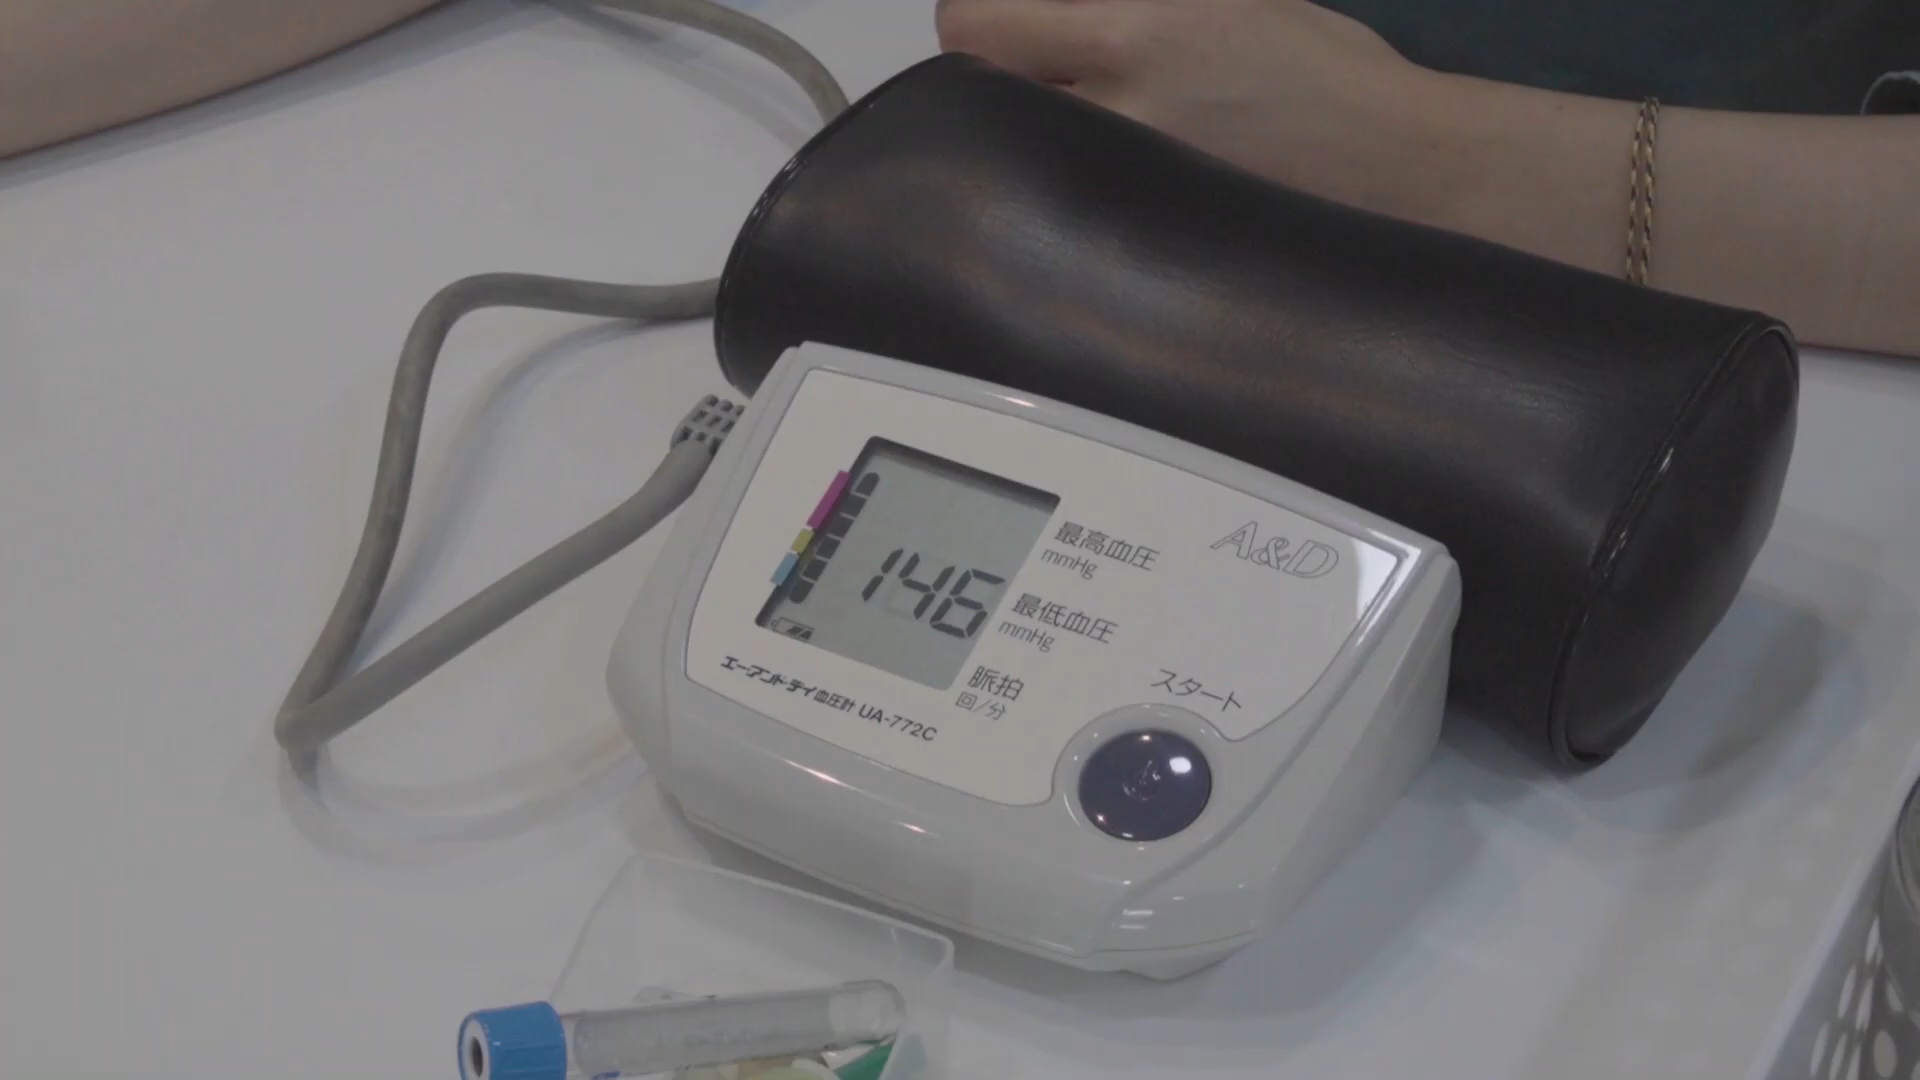 A&D
最高血圧
mmHg
146
最低血圧
mmHg
脈拍
回/分
スタート
エー・アンド・デイ血圧計 UA-772C